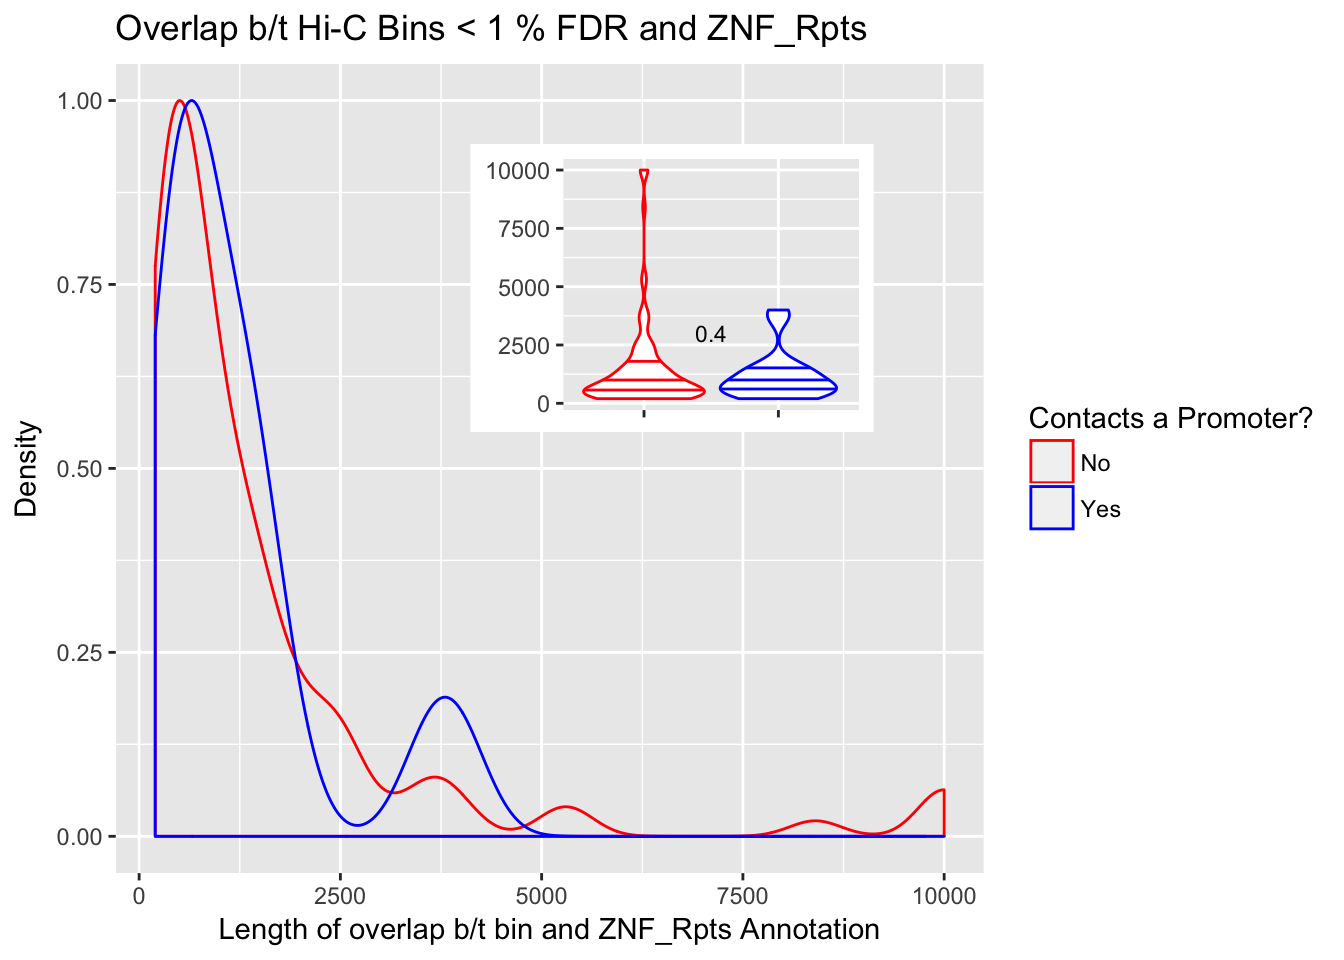 Overlap b/t Hi-C Bins < 1 % FDR and ZNF_Rpts
Density
1.00
0.75
0.50
0.25
0.00
0
2500
5000
7500
10000
Length of overlap b/t bin and ZNF_Rpts Annotation
10000
7500
5000
2500
0
0.4
Contacts a Promoter?
No
Yes